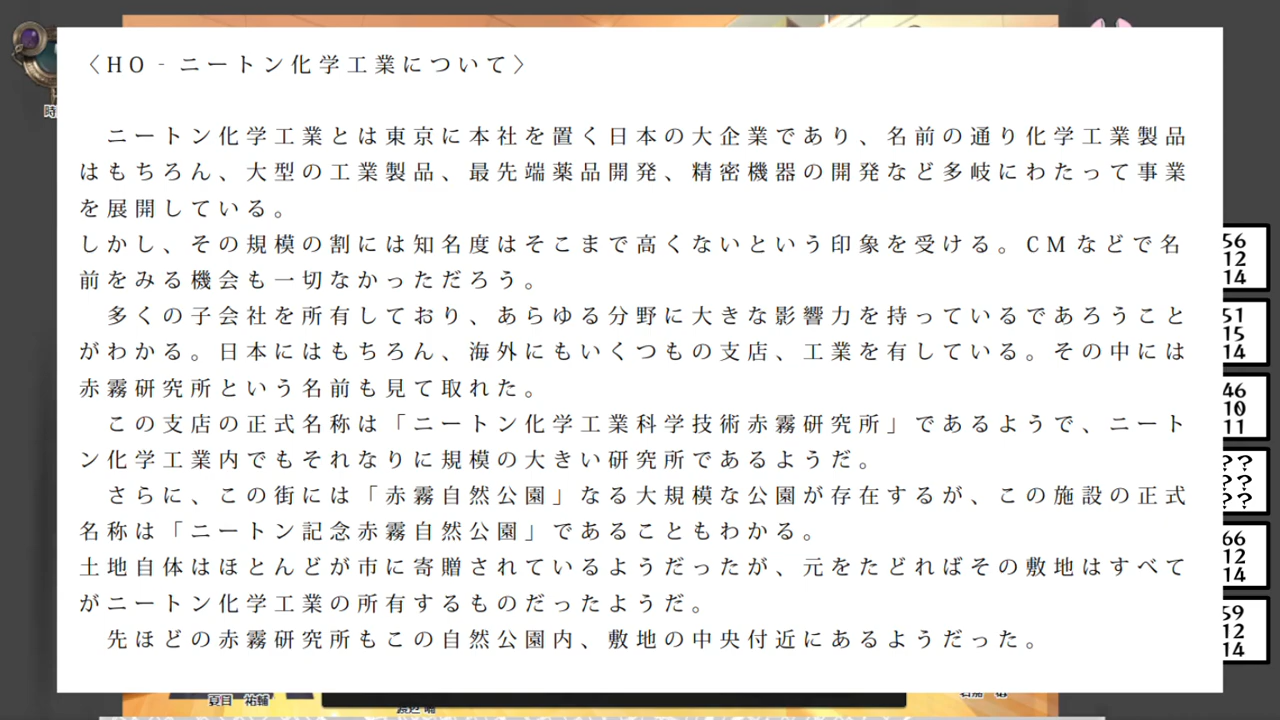 〈HO‐ニートン化学工業について〉
　ニートン化学工業とは東京に本社を置く日本の大企業であり、名前の通り化学工業製品
はもちろん、大型の工業製品、最先端薬品開発、精密機器の開発など多岐にわたって事業
を展開している。
しかし、その規模の割には知名度はそこまで高くないという印象を受ける。CMなどで名
前をみる機会も一切なかっただろう。
　多くの子会社を所有しており、あらゆる分野に大きな影響力を持っているであろうこと
がわかる。日本にはもちろん、海外にもいくつもの支店、工業を有している。その中には
赤霧研究所という名前も見て取れた。
　この支店の正式名称は「ニートン化学工業科学技術赤霧研究所」であるようで、ニート
ン化学工業内でもそれなりに規模の大きい研究所であるようだ。
　さらに、この街には「赤霧自然公園」なる大規模な公園が存在するが、この施設の正式
名称は「ニートン記念赤霧自然公園」であることもわかる。
土地自体はほとんどが市に寄贈されているようだったが、元をたどればその敷地はすべて
がニートン化学工業の所有するものだったようだ。
　先ほどの赤霧研究所もこの自然公園内、敷地の中央付近にあるようだった。
56
12
14
51
15
14
46
10
11
??
??
??
66
12
14
59
12
14
時
夏目　祐輔